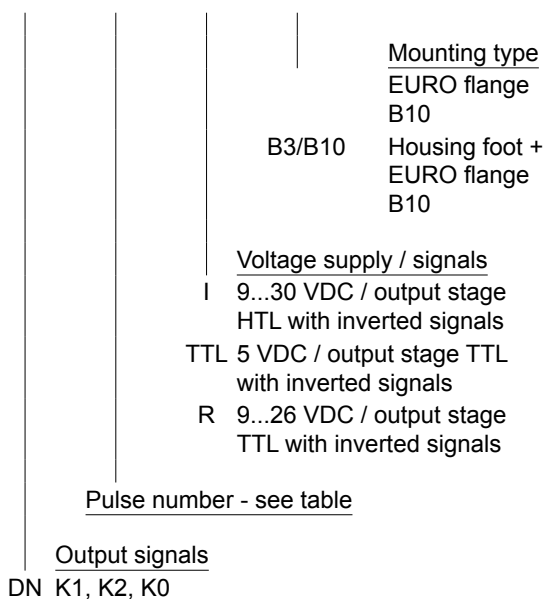 Mounting type
EURO flange
B10
B3/B10 Housing foot +
EURO flange
B10
Voltage supply / signals
I 9...30 VDC / output stage
HTL with inverted signals
TTL 5 VDC / output stage TTL
with inverted signals
R 9...26 VDC / output stage
TTL with inverted signals
Pulse number - see table
Output signals
DN K1, K2, K0